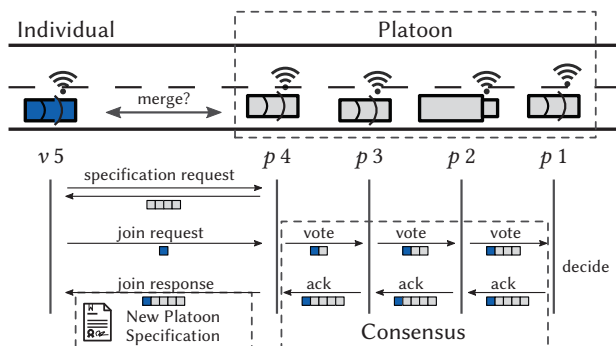 Individual
Platoon
merge?
v 5
p 4
p 3
p 2
p 1
specification request
join request
vote
vote
vote
decide
join response
ack
ack
ack
New Platoon
Specification
Consensus